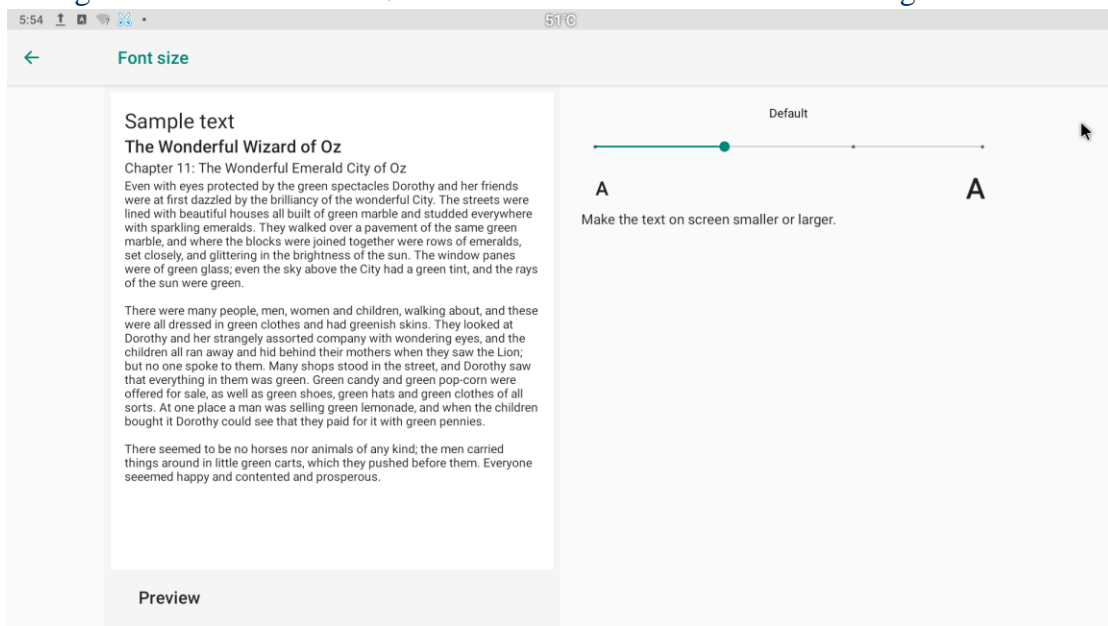 5:54
51°C
Font size
Sample text
The Wonderful Wizard of Oz
Chapter 11: The Wonderful Emerald City of Oz
Even with eyes protected by the green spectacles Dorothy and her friends
were at first dazzled by the brilliancy of the wonderful City. The streets were
lined with beautiful houses all built of green marble and studded everywhere
with sparkling emeralds. They walked over a pavement of the same green
marble, and where the blocks were joined together were rows of emeralds,
set closely, and glittering in the brightness of the sun. The window panes
were of green glass; even the sky above the City had a green tint, and the rays
of the sun were green.
There were many people, men, women and children, walking about, and these
were all dressed in green clothes and had greenish skins. They looked at
Dorothy and her strangely assorted company with wondering eyes, and the
children all ran away and hid behind their mothers when they saw the Lion;
but no one spoke to them. Many shops stood in the street, and Dorothy saw
that everything in them was green. Green candy and green pop-corn were
offered for sale, as well as green shoes, green hats and green clothes of all
sorts. At one place a man was selling green lemonade, and when the children
bought it Dorothy could see that they paid for it with green pennies.
There seemed to be no horses nor animals of any kind; the men carried
things around in little green carts, which they pushed before them. Everyone
seeemed happy and contented and prosperous.
Preview
Default
A
A
Make the text on screen smaller or larger.